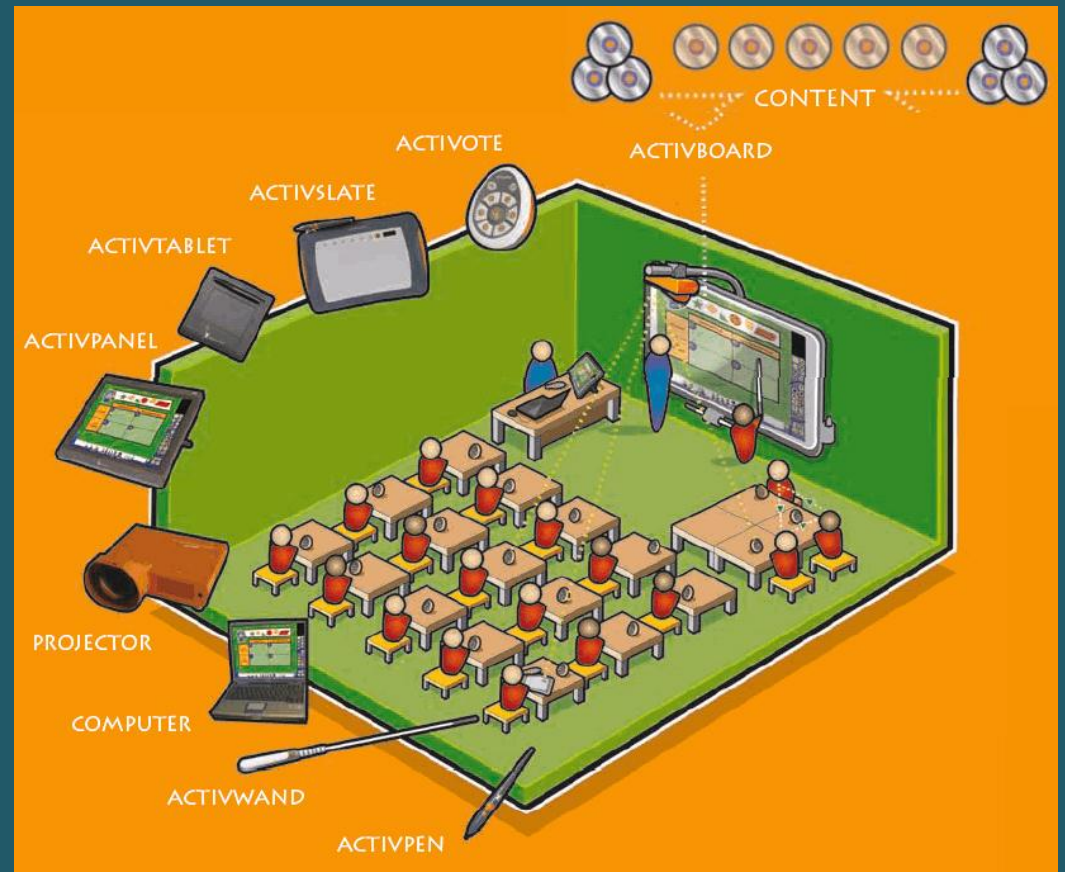 CONTENT
ACTIVBOARD
ACTIVOTE
ACTIVSLATE
ACTIVTABLET
ACTIVPANEL
PROJECTOR
COMPUTER
ACTIVWAND
ACTIVPEN